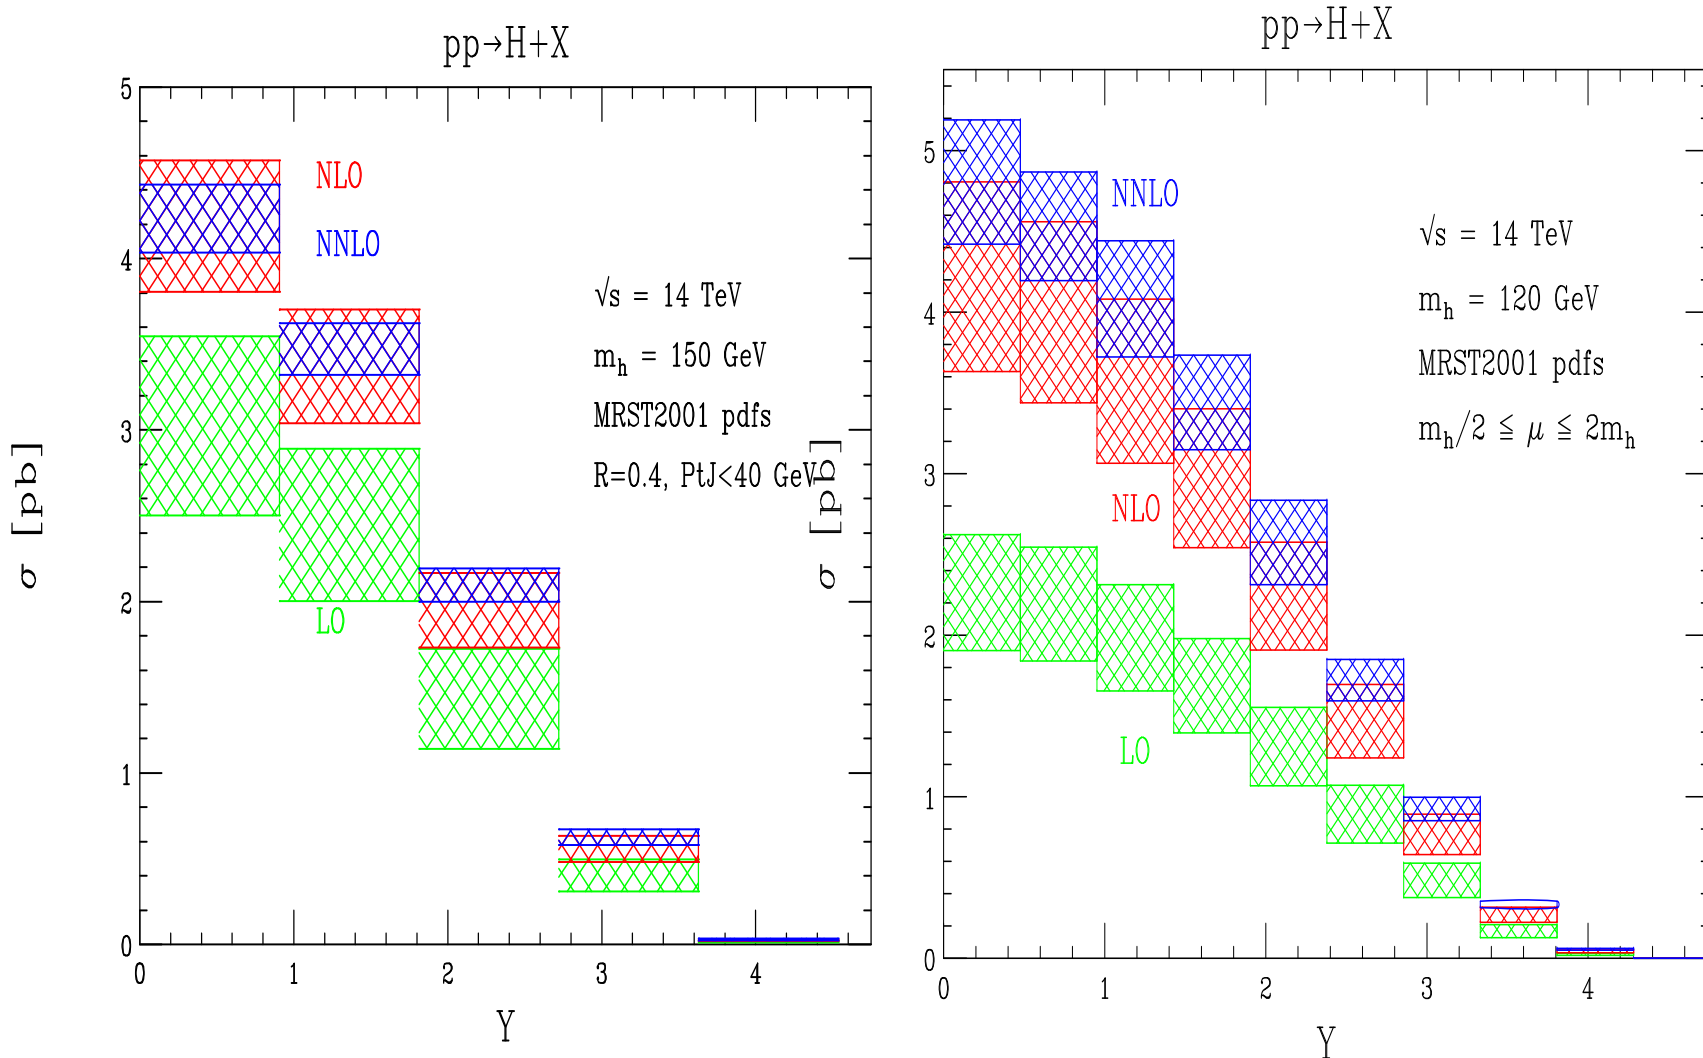 pp→H+X
5
4
3
2
1
0
0 1 2 3 4
σ [pb]
Y
NLO
NNLO
LO
√s = 14 TeV
m_h = 150 GeV
MRST2001 pdfs
R=0.4, PtJ<40 GeV
pp→H+X
5
4
3
2
1
0
0 1 2 3 4
σ [pb]
Y
NNLO
NLO
LO
√s = 14 TeV
m_h = 120 GeV
MRST2001 pdfs
m_h/2 ≦ μ ≦ 2m_h